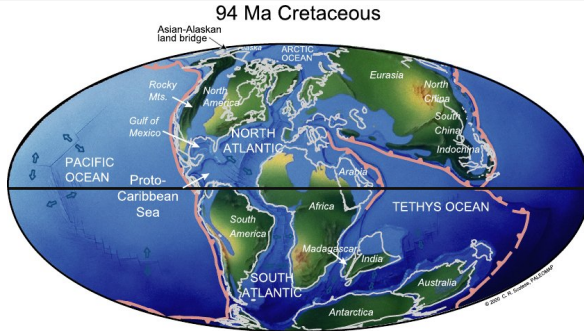 94 Ma Cretaceous
Asian-Alaskan
land bridge
Alaska
ARCTIC
OCEAN
Rocky
Mts.
North
America
Eurasia
North
China
South
China
Indochina
Gulf of
Mexico
NORTH
ATLANTIC
PACIFIC
OCEAN
Proto-
Caribbean
Sea
Arabia
Africa
TETHYS OCEAN
South
America
Madagascar
India
SOUTH
ATLANTIC
Australia
Antarctica
© 2000 C. R. Scotese, PALEOMAP